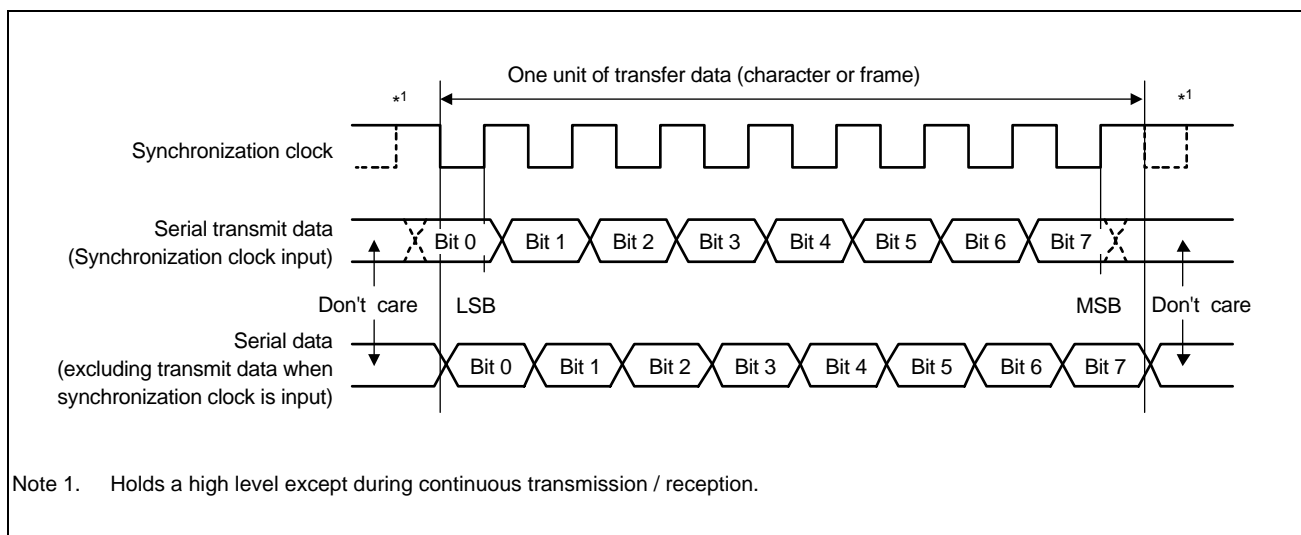 One unit of transfer data (character or frame)
*1 *1
Synchronization clock
Serial transmit data
(Synchronization clock input)
Bit 0 Bit 1 Bit 2 Bit 3 Bit 4 Bit 5 Bit 6 Bit 7
Don't care LSB MSB Don't care
Serial data
(excluding transmit data when
synchronization clock is input)
Bit 0 Bit 1 Bit 2 Bit 3 Bit 4 Bit 5 Bit 6 Bit 7
Note 1. Holds a high level except during continuous transmission / reception.